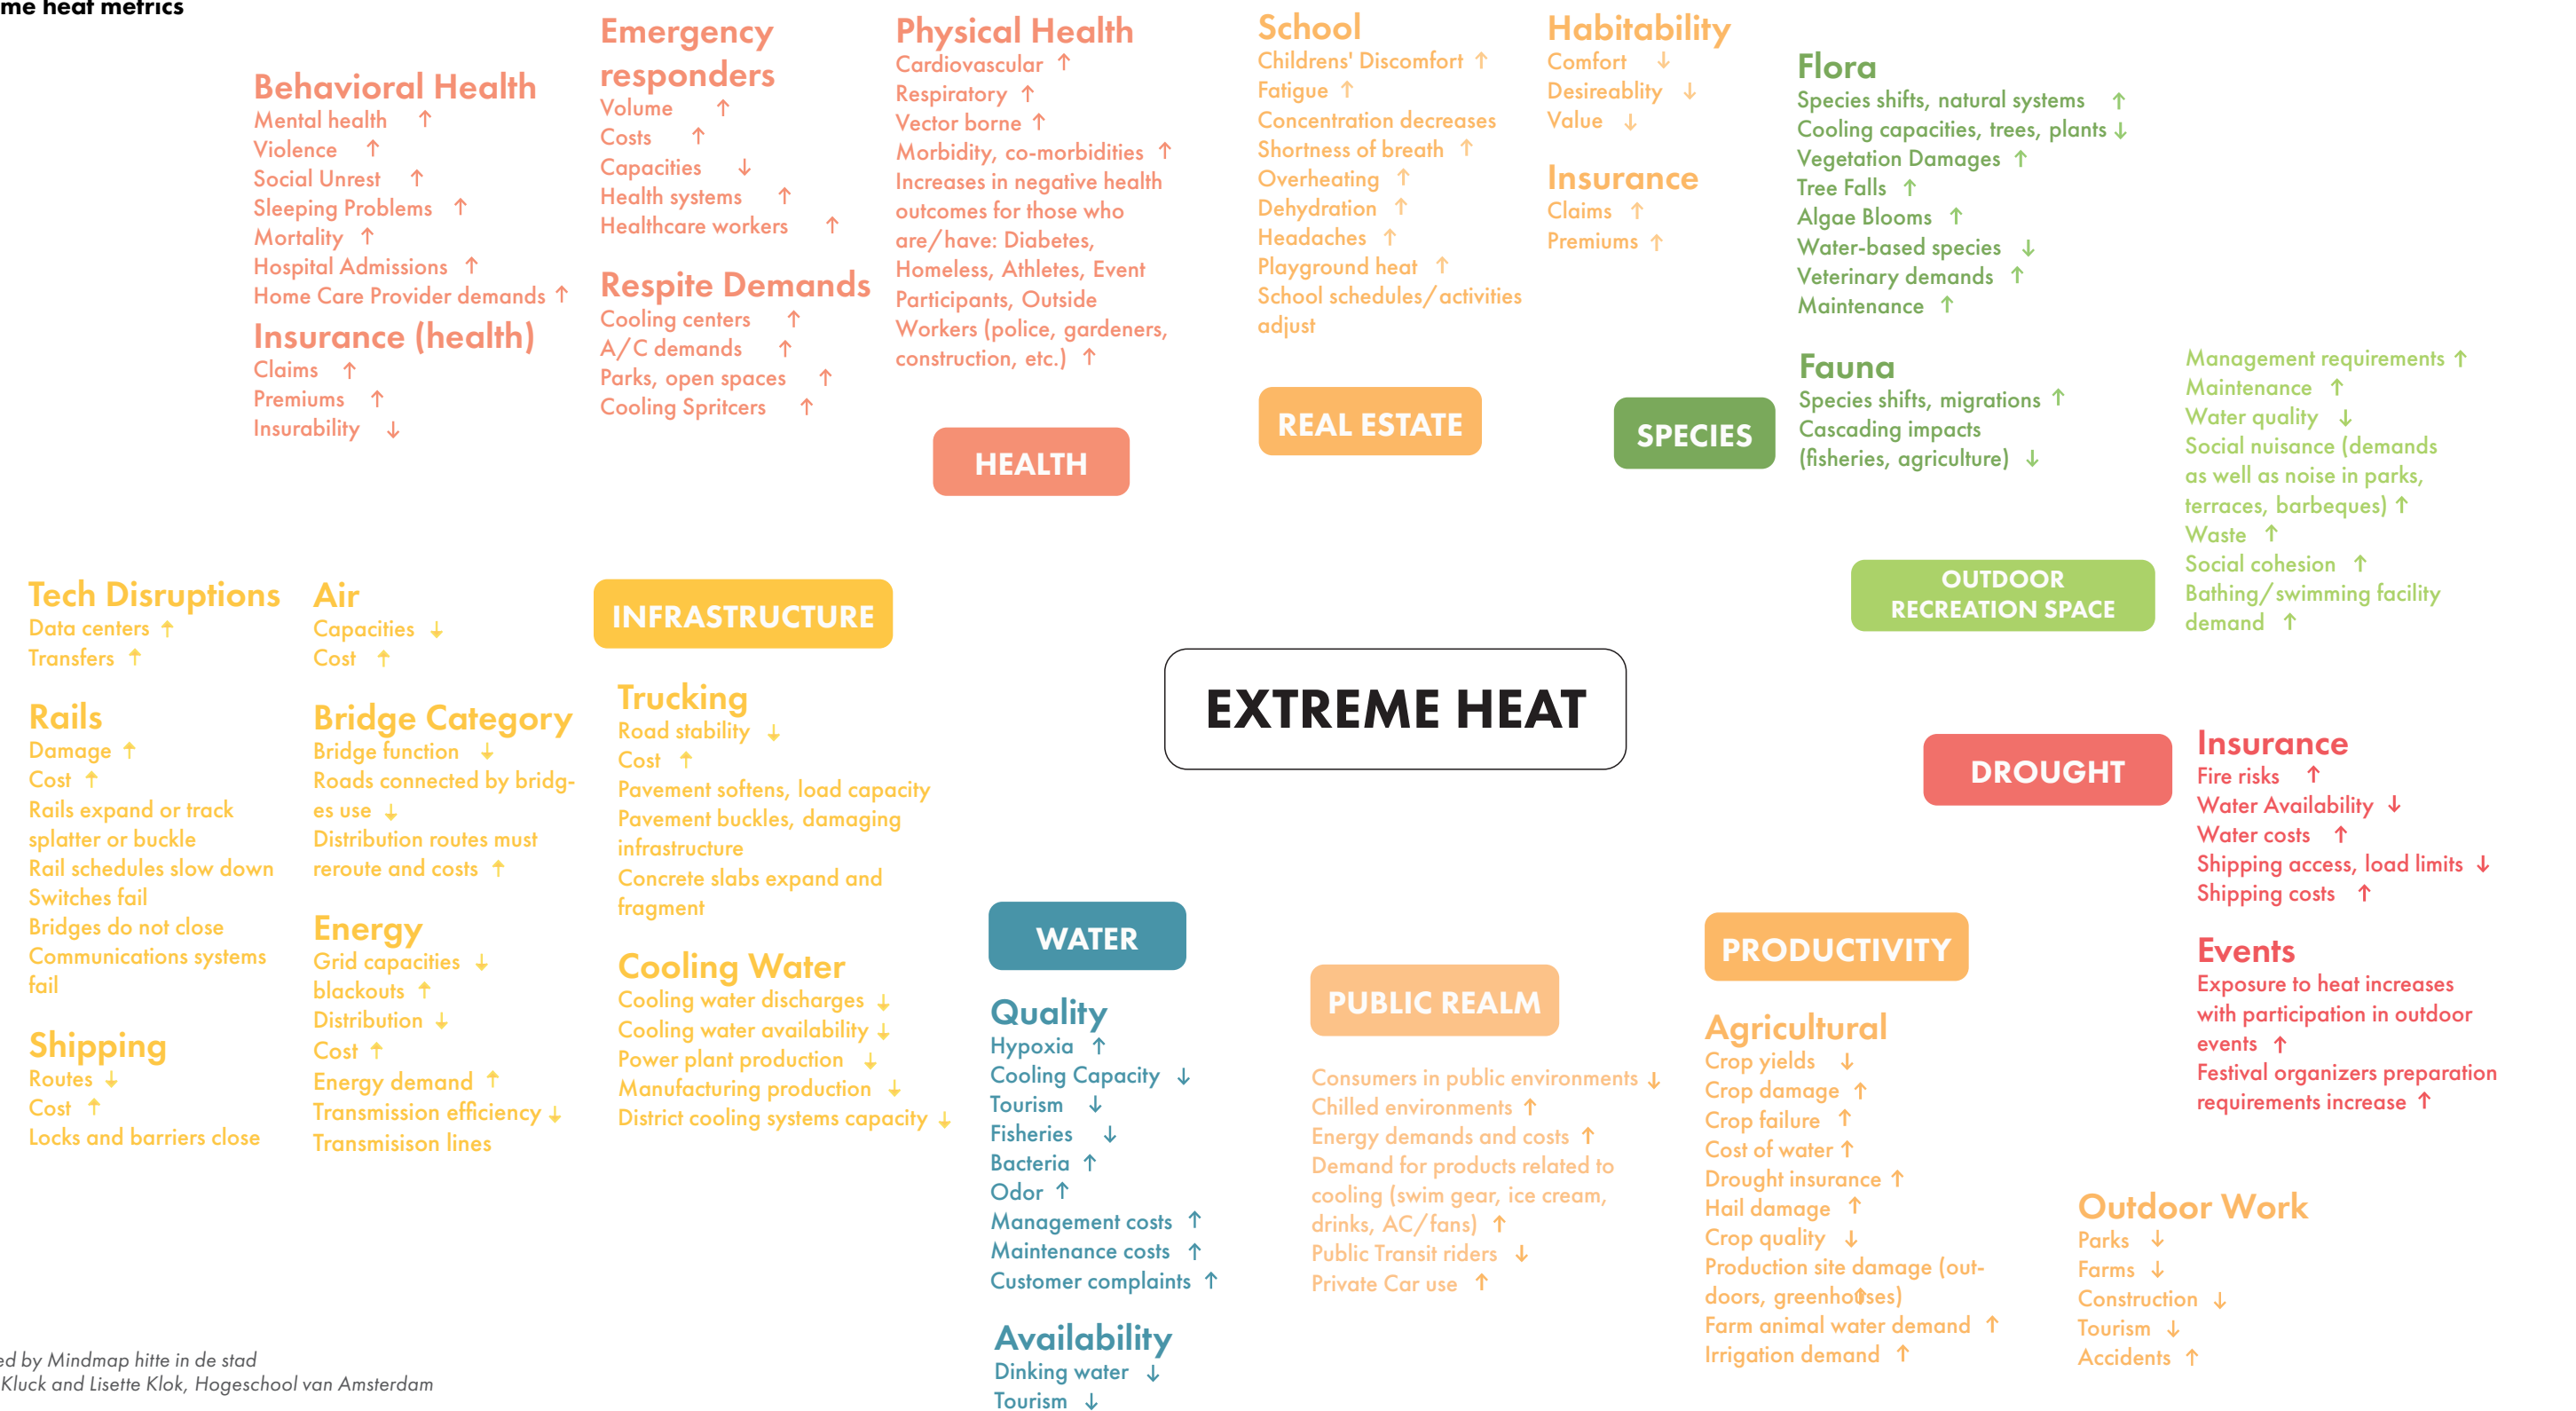 me heat metrics
Behavioral Health
Mental health ↑
Violence ↑
Social Unrest ↑
Sleeping Problems ↑
Mortality ↑
Hospital Admissions ↑
Home Care Provider demands ↑
Insurance (health)
Claims ↑
Premiums ↑
Insurability ↓
Emergency
responders
Volume ↑
Costs ↑
Capacities ↓
Health systems ↑
Healthcare workers ↑
Respite Demands
Cooling centers ↑
A/C demands ↑
Parks, open spaces ↑
Cooling Spritcers ↑
Physical Health
Cardiovascular ↑
Respiratory ↑
Vector borne ↑
Morbidity, co-morbidities ↑
Increases in negative health
outcomes for those who
are/have: Diabetes,
Homeless, Athletes, Event
Participants, Outside
Workers (police, gardeners,
construction, etc.) ↑
HEALTH
School
Childrens' Discomfort ↑
Fatigue ↑
Concentration decreases
Shortness of breath ↑
Overheating ↑
Dehydration ↑
Headaches ↑
Playground heat ↑
School schedules/activities
adjust
Habitability
Comfort ↓
Desireablity ↓
Value ↓
Insurance
Claims ↑
Premiums ↑
REAL ESTATE
Flora
Species shifts, natural systems ↑
Cooling capacities, trees, plants ↓
Vegetation Damages ↑
Tree Falls ↑
Algae Blooms ↑
Water-based species ↓
Veterinary demands ↑
Maintenance ↑
Fauna
Species shifts, migrations ↑
Cascading impacts
(fisheries, agriculture) ↓
SPECIES
Management requirements ↑
Maintenance ↑
Water quality ↓
Social nuisance (demands
as well as noise in parks,
terraces, barbeques) ↑
Waste ↑
Social cohesion ↑
Bathing/swimming facility
demand ↑
OUTDOOR
RECREATION SPACE
Tech Disruptions
Data centers ↑
Transfers ↑
Rails
Damage ↑
Cost ↑
Rails expand or track
splatter or buckle
Rail schedules slow down
Switches fail
Bridges do not close
Communications systems
fail
Shipping
Routes ↓
Cost ↑
Locks and barriers close
Air
Capacities ↓
Cost ↑
Bridge Category
Bridge function ↓
Roads connected by bridg-
es use ↓
Distribution routes must
reroute and costs ↑
Energy
Grid capacities ↓
blackouts ↑
Distribution ↓
Cost ↑
Energy demand ↑
Transmission efficiency ↓
Transmisison lines
INFRASTRUCTURE
Trucking
Road stability ↓
Cost ↑
Pavement softens, load capacity
Pavement buckles, damaging
infrastructure
Concrete slabs expand and
fragment
Cooling Water
Cooling water discharges ↓
Cooling water availability ↓
Power plant production ↓
Manufacturing production ↓
District cooling systems capacity ↓
EXTREME HEAT
WATER
Quality
Hypoxia ↑
Cooling Capacity ↓
Tourism ↓
Fisheries ↓
Bacteria ↑
Odor ↑
Management costs ↑
Maintenance costs ↑
Customer complaints ↑
Availability
Dinking water ↓
Tourism ↓
PUBLIC REALM
Consumers in public environments ↓
Chilled environments ↑
Energy demands and costs ↑
Demand for products related to
cooling (swim gear, ice cream,
drinks, AC/fans) ↑
Public Transit riders ↓
Private Car use ↑
PRODUCTIVITY
Agricultural
Crop yields ↓
Crop damage ↑
Crop failure ↑
Cost of water ↑
Drought insurance ↑
Hail damage ↑
Crop quality ↓
Production site damage (out-
doors, greenhouses) ↑
Farm animal water demand ↑
Irrigation demand ↑
Outdoor Work
Parks ↓
Farms ↓
Construction ↓
Tourism ↓
Accidents ↑
DROUGHT
Insurance
Fire risks ↑
Water Availability ↓
Water costs ↑
Shipping access, load limits ↓
Shipping costs ↑
Events
Exposure to heat increases
with participation in outdoor
events ↑
Festival organizers preparation
requirements increase ↑
ed by Mindmap hitte in de stad
Kluck and Lisette Klok, Hogeschool van Amsterdam